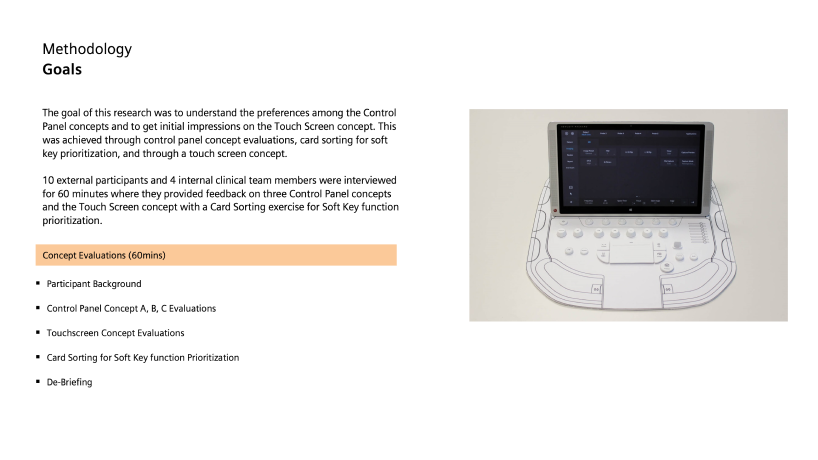 Methodology
Goals
The goal of this research was to understand the preferences among the Control
Panel concepts and to get initial impressions on the Touch Screen concept. This
was achieved through control panel concept evaluations, card sorting for soft
key prioritization, and through a touch screen concept.
10 external participants and 4 internal clinical team members were interviewed
for 60 minutes where they provided feedback on three Control Panel concepts
and the Touch Screen concept with a Card Sorting exercise for Soft Key function
prioritization.
Concept Evaluations (60mins)
▪ Participant Background
▪ Control Panel Concept A, B, C Evaluations
▪ Touchscreen Concept Evaluations
▪ Card Sorting for Soft Key function Prioritization
▪ De-Briefing